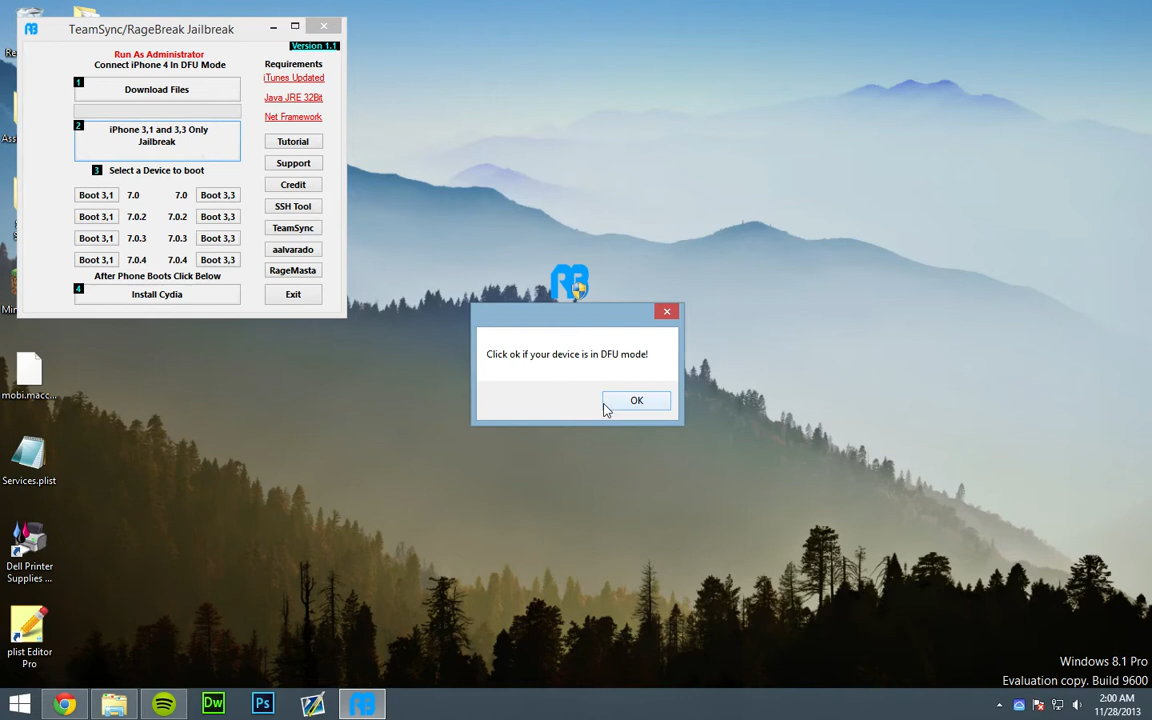 TeamSync/RageBreak Jailbreak
Version 1.1
Run As Administrator
Connect iPhone 4 In DFU Mode
1
Download Files
2
iPhone 3,1 and 3,3 Only
Jailbreak
3 Select a Device to boot
Boot 3,1 7.0 7.0 Boot 3,3
Boot 3,1 7.0.2 7.0.2 Boot 3,3
Boot 3,1 7.0.3 7.0.3 Boot 3,3
Boot 3,1 7.0.4 7.0.4 Boot 3,3
After Phone Boots Click Below
4
Install Cydia
Requirements
iTunes Updated
Java JRE 32Bit
Net Framework
Tutorial
Support
Credit
SSH Tool
TeamSync
aalvarado
RageMasta
Exit
Click ok if your device is in DFU mode!
OK
mobi.macc...
Services.plist
Dell Printer
Supplies ...
plist Editor
Pro
Windows 8.1 Pro
Evaluation copy. Build 9600
Dw
Ps
2:00 AM
11/28/2013